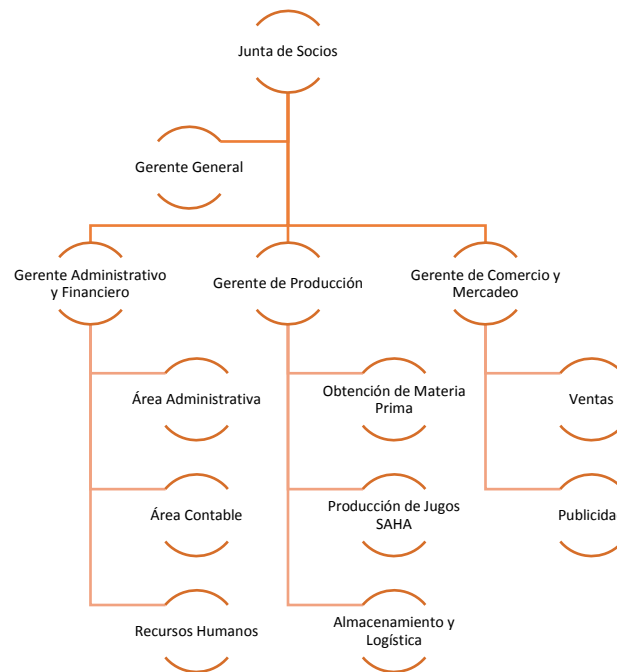 Junta de Socios
Gerente General
Gerente Administrativo
y Financiero
Gerente de Producción
Gerente de Comercio y
Mercadeo
Área Administrativa
Obtención de Materia
Prima
Ventas
Área Contable
Producción de Jugos
SAHA
Publicida
Recursos Humanos
Almacenamiento y
Logística